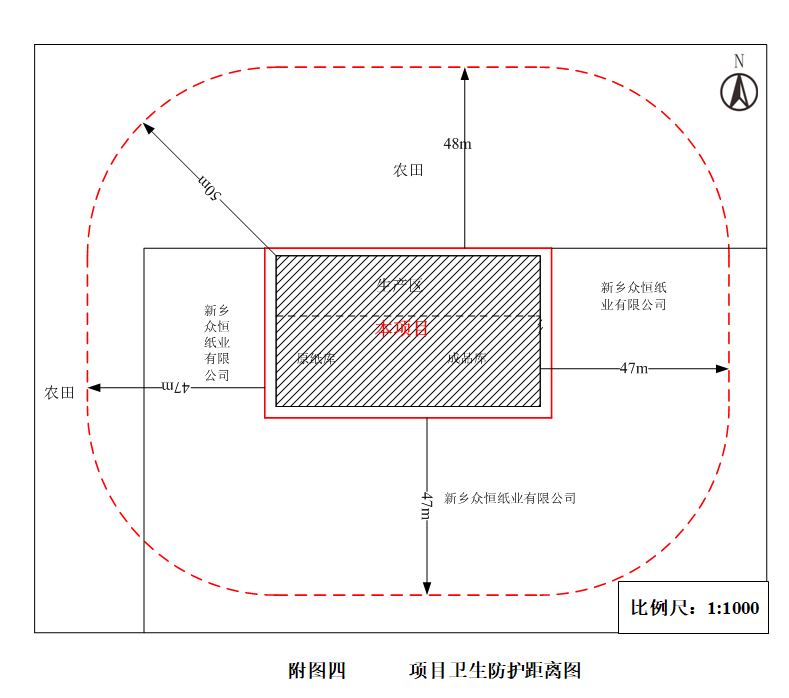 N
48m
农田
50m
生产区
新乡众恒纸
业有限公司
新乡
众恒
纸业
有限
公司
本项目
原纸库
成品库
47m
47m
农田
47m
新乡众恒纸业有限公司
比例尺：1:1000
附图四 项目卫生防护距离图